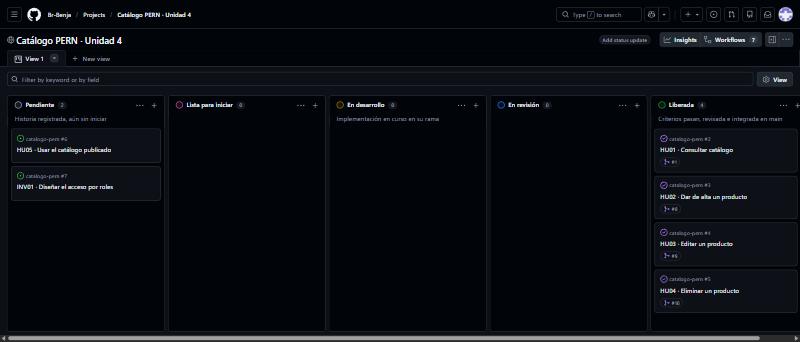 Br-Benja / Projects / Catálogo PERN · Unidad 4
Type / to search
Catálogo PERN · Unidad 4
Add status update
Insights
Workflows 7
View 1
+ New view
Filter by keyword or by field
View
Pendiente 2
Historia registrada, aún sin iniciar
catalogo-pern #6
HU05 · Usar el catálogo publicado
catalogo-pern #7
INV01 · Diseñar el acceso por roles
Lista para iniciar 0
En desarrollo 0
Implementación en curso en su rama
En revisión 0
Liberada 4
Criterios pasan, revisada e integrada en main
catalogo-pern #2
HU01 · Consultar catálogo
#1
catalogo-pern #3
HU02 · Dar de alta un producto
#8
catalogo-pern #4
HU03 · Editar un producto
#9
catalogo-pern #5
HU04 · Eliminar un producto
#10